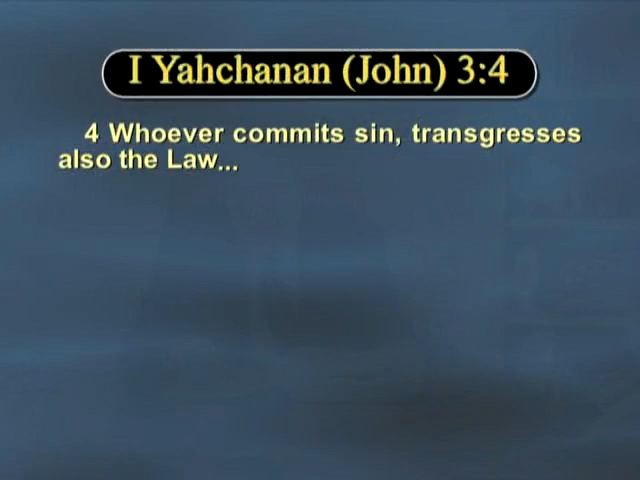 I Yahchanan (John) 3:4
4 Whoever commits sin, transgresses
also the Law...